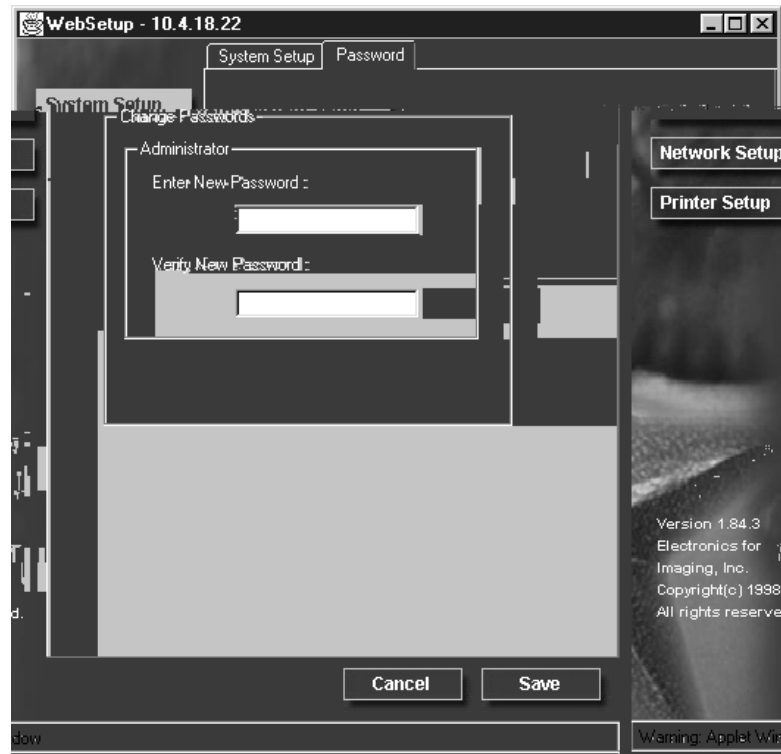 WebSetup - 10.4.18.22
System Setup Password
System Setup
Change Passwords
Administrator
Enter New Password :
Verify New Password :
Network Setup
Printer Setup
Version 1.84.3
Electronics for
Imaging, Inc.
Copyright(c) 1998
All rights reserve
d.
Cancel Save
dow
Warning: Applet Win